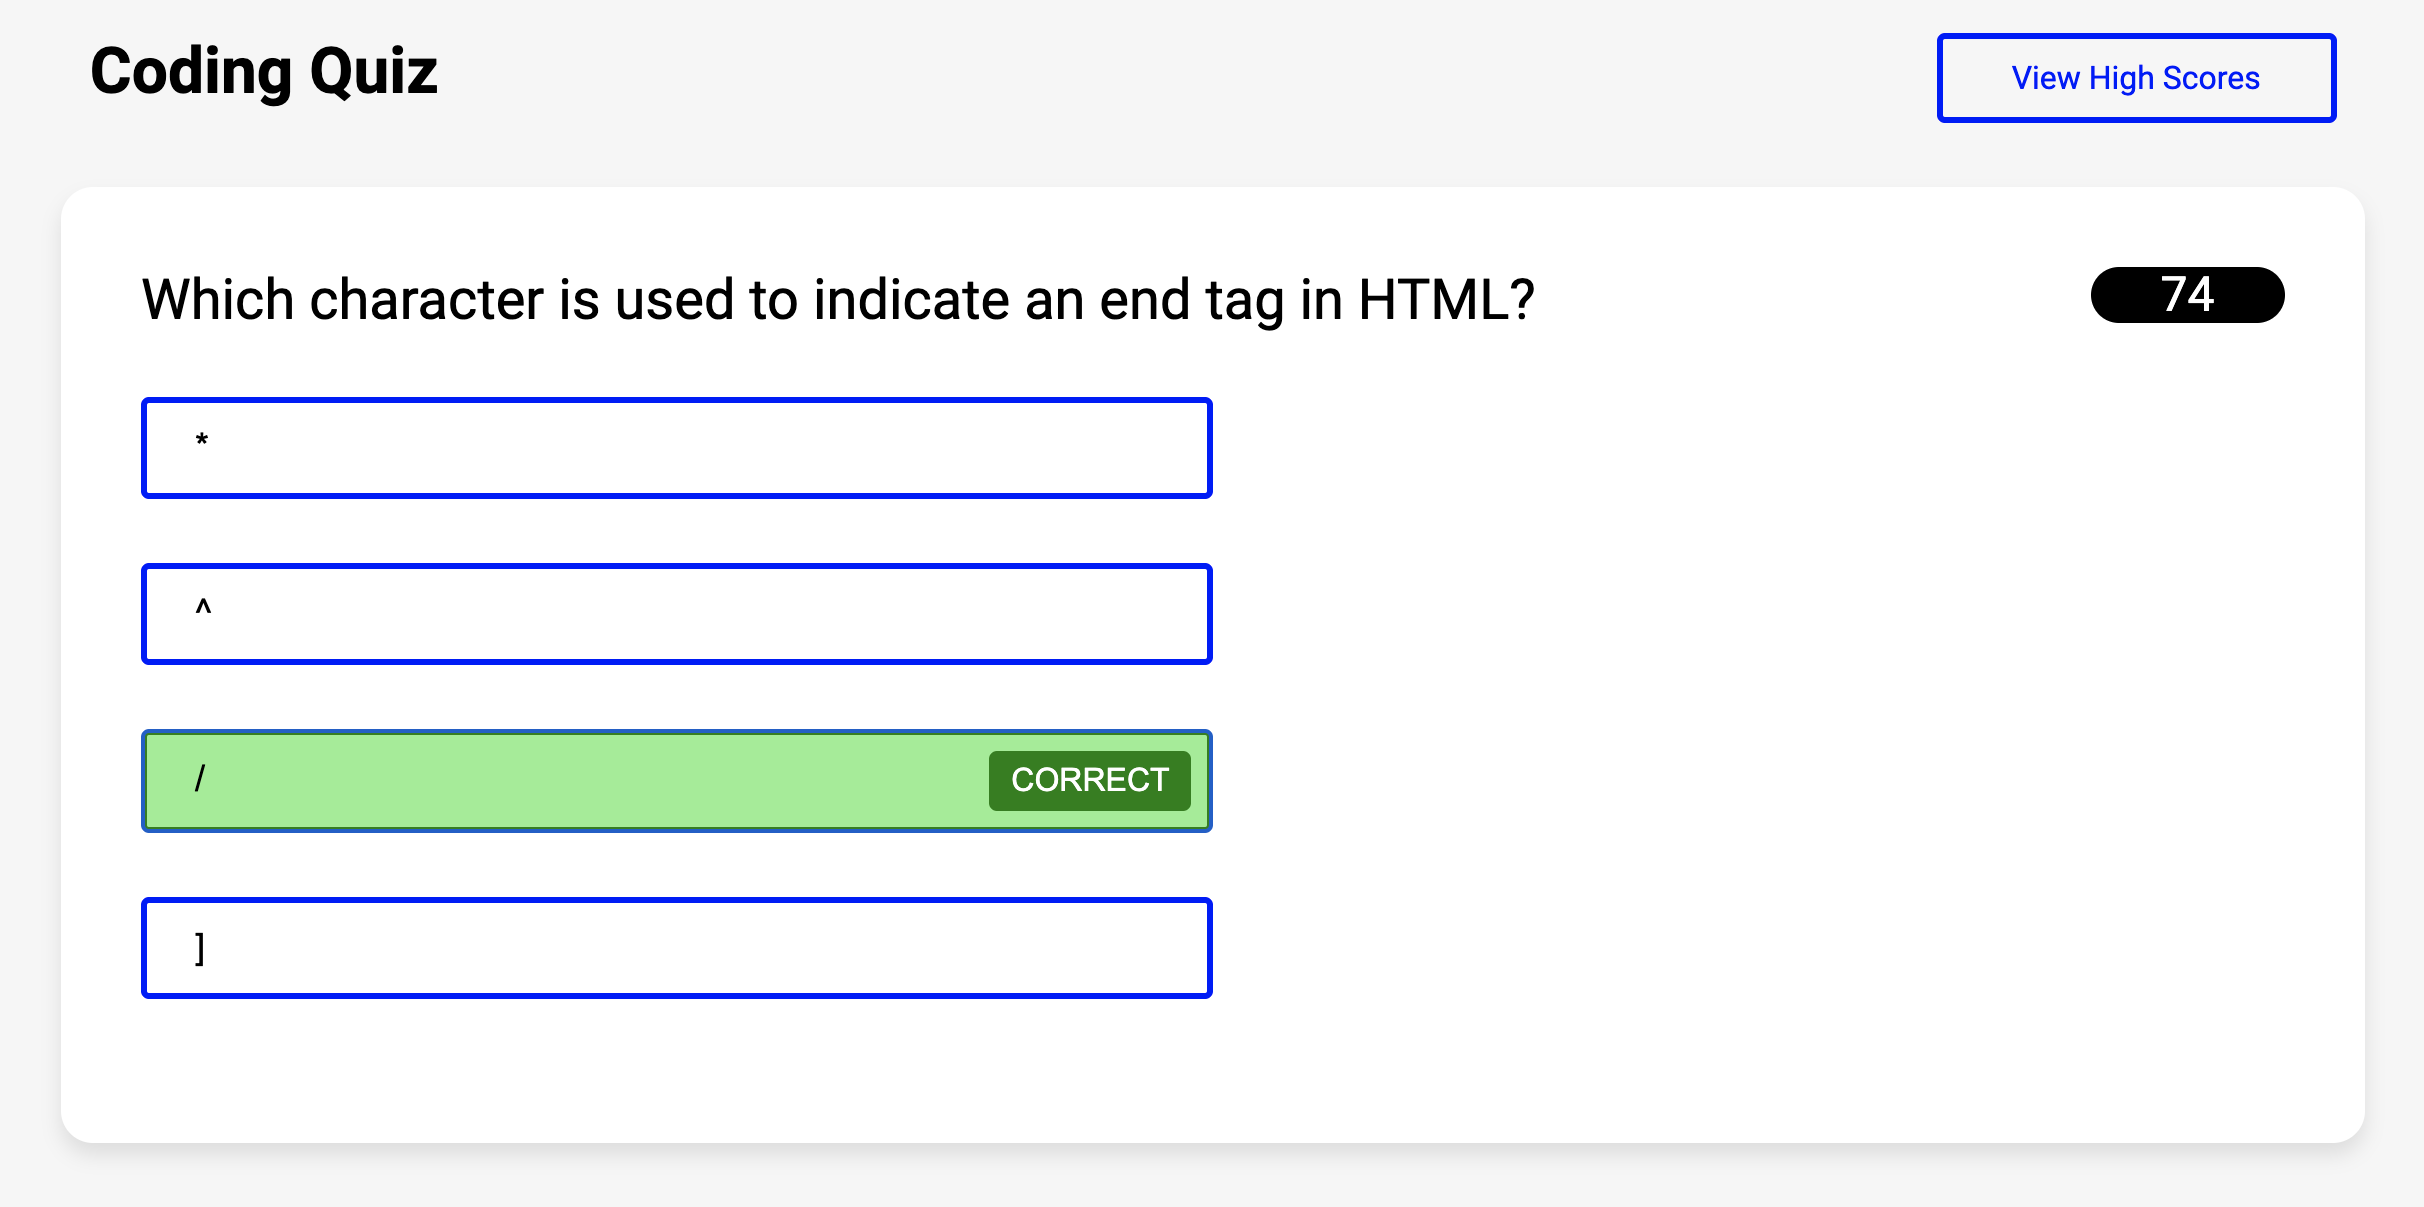 Coding Quiz
View High Scores
Which character is used to indicate an end tag in HTML?
74
*
^
/
CORRECT
]